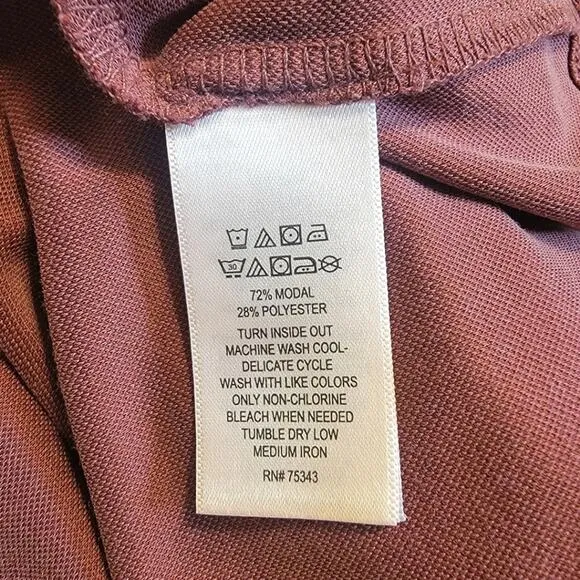 30
72% MODAL
28% POLYESTER
TURN INSIDE OUT
MACHINE WASH COOL-
DELICATE CYCLE
WASH WITH LIKE COLORS
ONLY NON-CHLORINE
BLEACH WHEN NEEDED
TUMBLE DRY LOW
MEDIUM IRON
RN# 75343